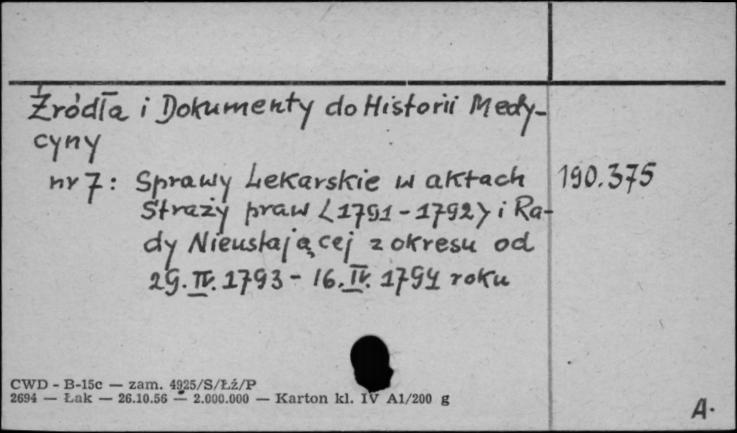 Źródła i Dokumenty do Historii Medy-
cyny
nr 7: Sprawy Lekarskie w aktach 190.375
Straży praw <1791-1792> i Ra-
dy Nieustającej z okresu od
29.IV.1793 - 16.IV.1794 roku
CWD - B-15c — zam. 4925/S/Łź/P
2694 — Łak — 26.10.56 — 2.000.000 — Karton kl. IV A1/200 g
A.